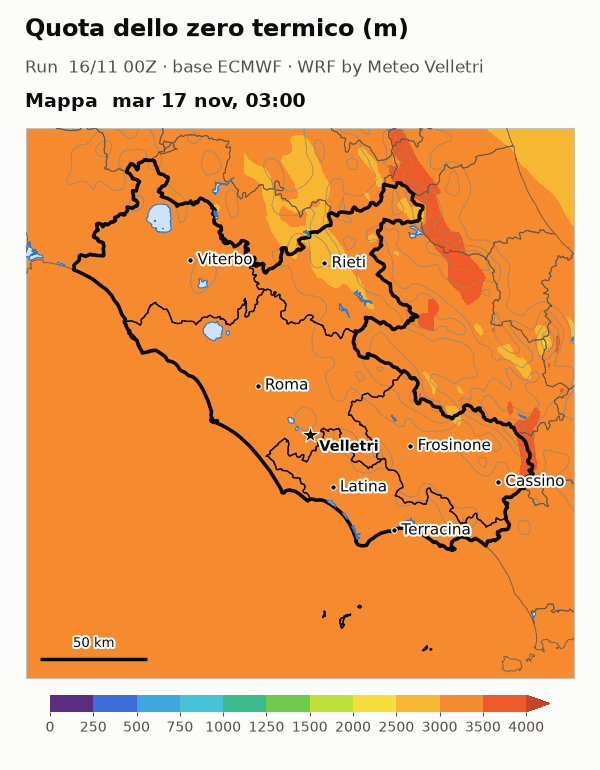 Quota dello zero termico (m)
Run 16/11 00Z · base ECMWF · WRF by Meteo Velletri
Mappa mar 17 nov, 03:00
Viterbo
Rieti
Roma
Velletri
Frosinone
Latina
Cassino
Terracina
50 km
0 250 500 750 1000 1250 1500 2000 2500 3000 3500 4000